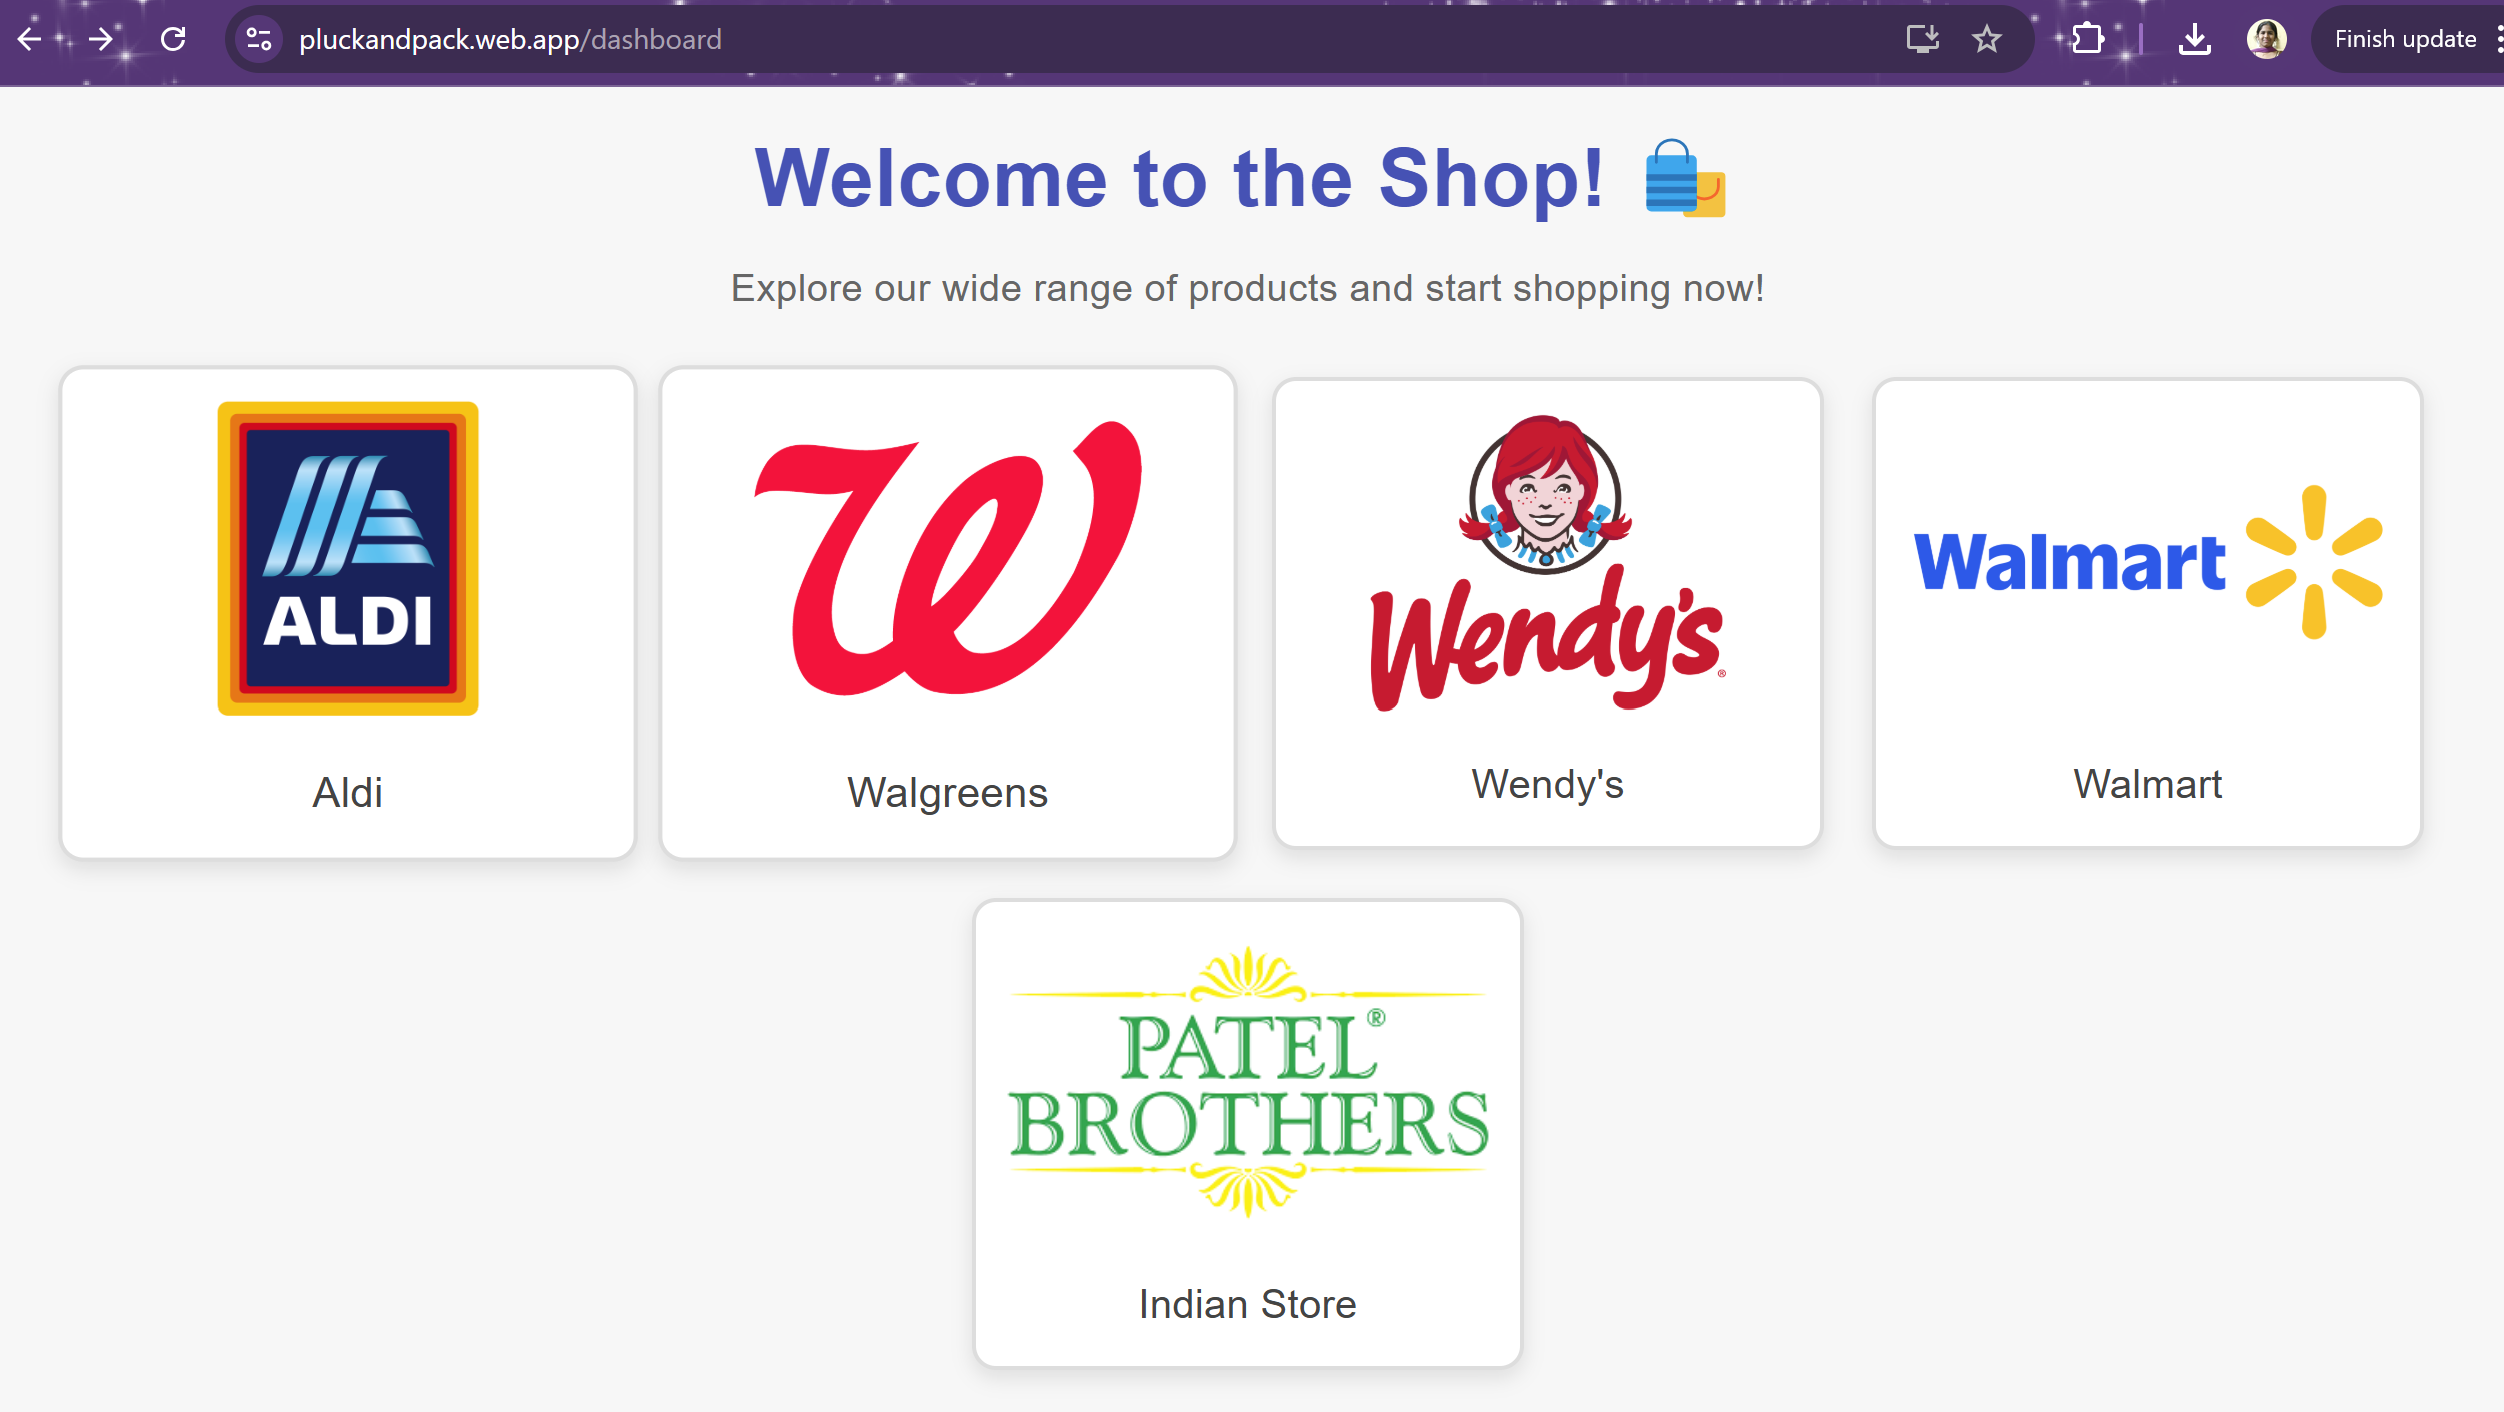 pluckandpack.web.app/dashboard
Finish update
Welcome to the Shop!
Explore our wide range of products and start shopping now!
ALDI
Aldi
Walgreens
Wendy's®
Wendy's
Walmart
Walmart
PATEL®
BROTHERS
Indian Store